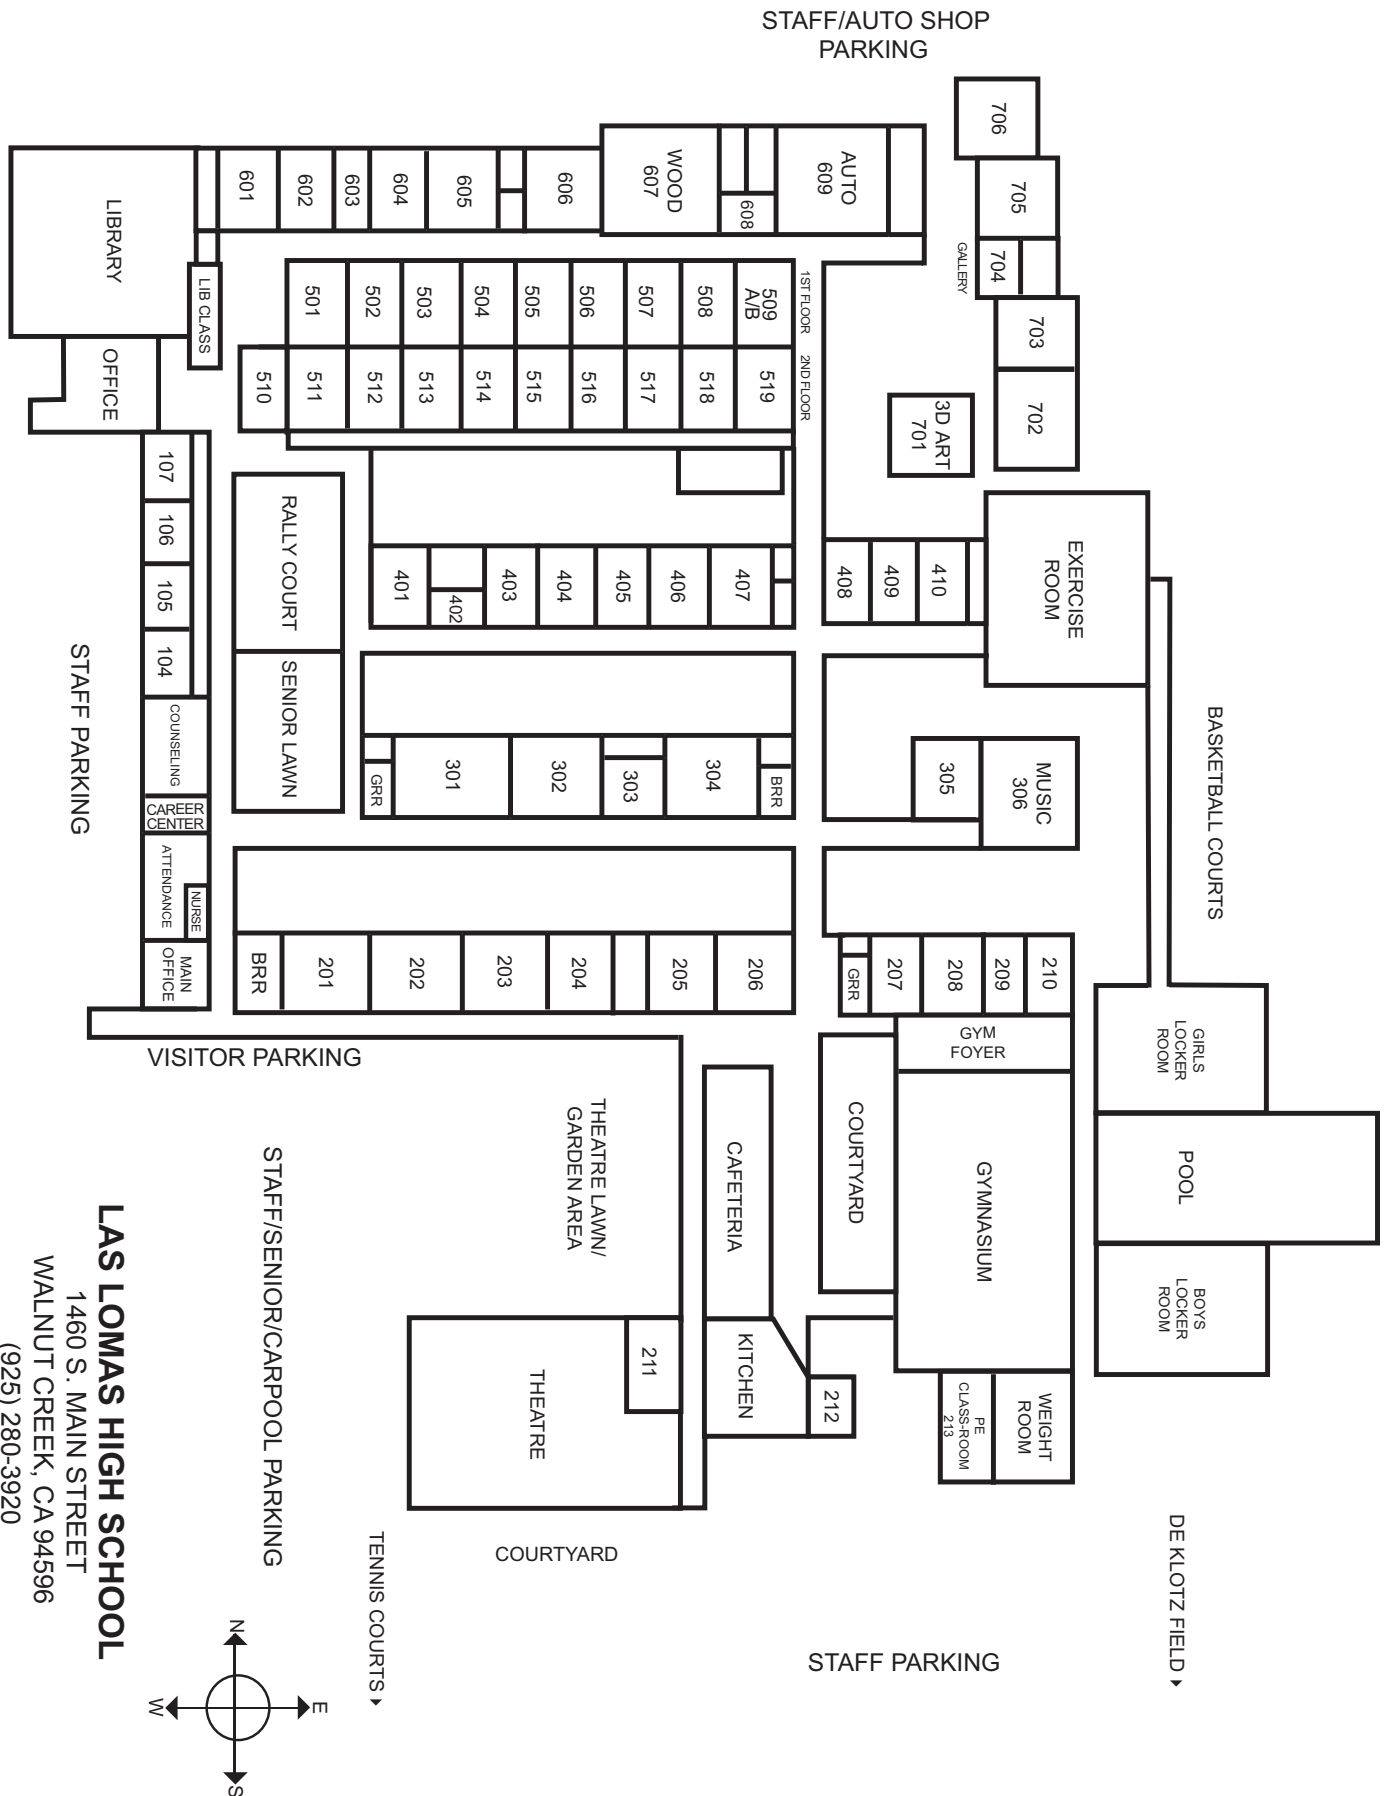 STAFF/AUTO SHOP
PARKING
706
705
704
GALLERY
703
702
3D ART
701
AUTO
609
608
WOOD
607
606
605
604
603
602
601
LIBRARY
LIB CLASS
OFFICE
1ST FLOOR
2ND FLOOR
501
502
503
504
505
506
507
508
509
A/B
510
511
512
513
514
515
516
517
518
519
107
106
105
104
COUNSELING
CAREER
CENTER
ATTENDANCE
NURSE
MAIN
OFFICE
STAFF PARKING
RALLY COURT
SENIOR LAWN
401
402
403
404
405
406
407
408
409
410
EXERCISE
ROOM
BASKETBALL COURTS
GRR
301
302
303
304
BRR
305
MUSIC
306
BRR
201
202
203
204
205
206
GRR
207
208
209
210
GYM
FOYER
GYMNASIUM
COURTYARD
GIRLS
LOCKER
ROOM
POOL
BOYS
LOCKER
ROOM
WEIGHT
ROOM
PE
CLASS-ROOM
213
212
CAFETERIA
KITCHEN
VISITOR PARKING
THEATRE LAWN/
GARDEN AREA
211
THEATRE
COURTYARD
STAFF/SENIOR/CARPOOL PARKING
TENNIS COURTS
DE KLOTZ FIELD
STAFF PARKING
LAS LOMAS HIGH SCHOOL
1460 S. MAIN STREET
WALNUT CREEK, CA 94596
(925) 280-3920
N
E
S
W